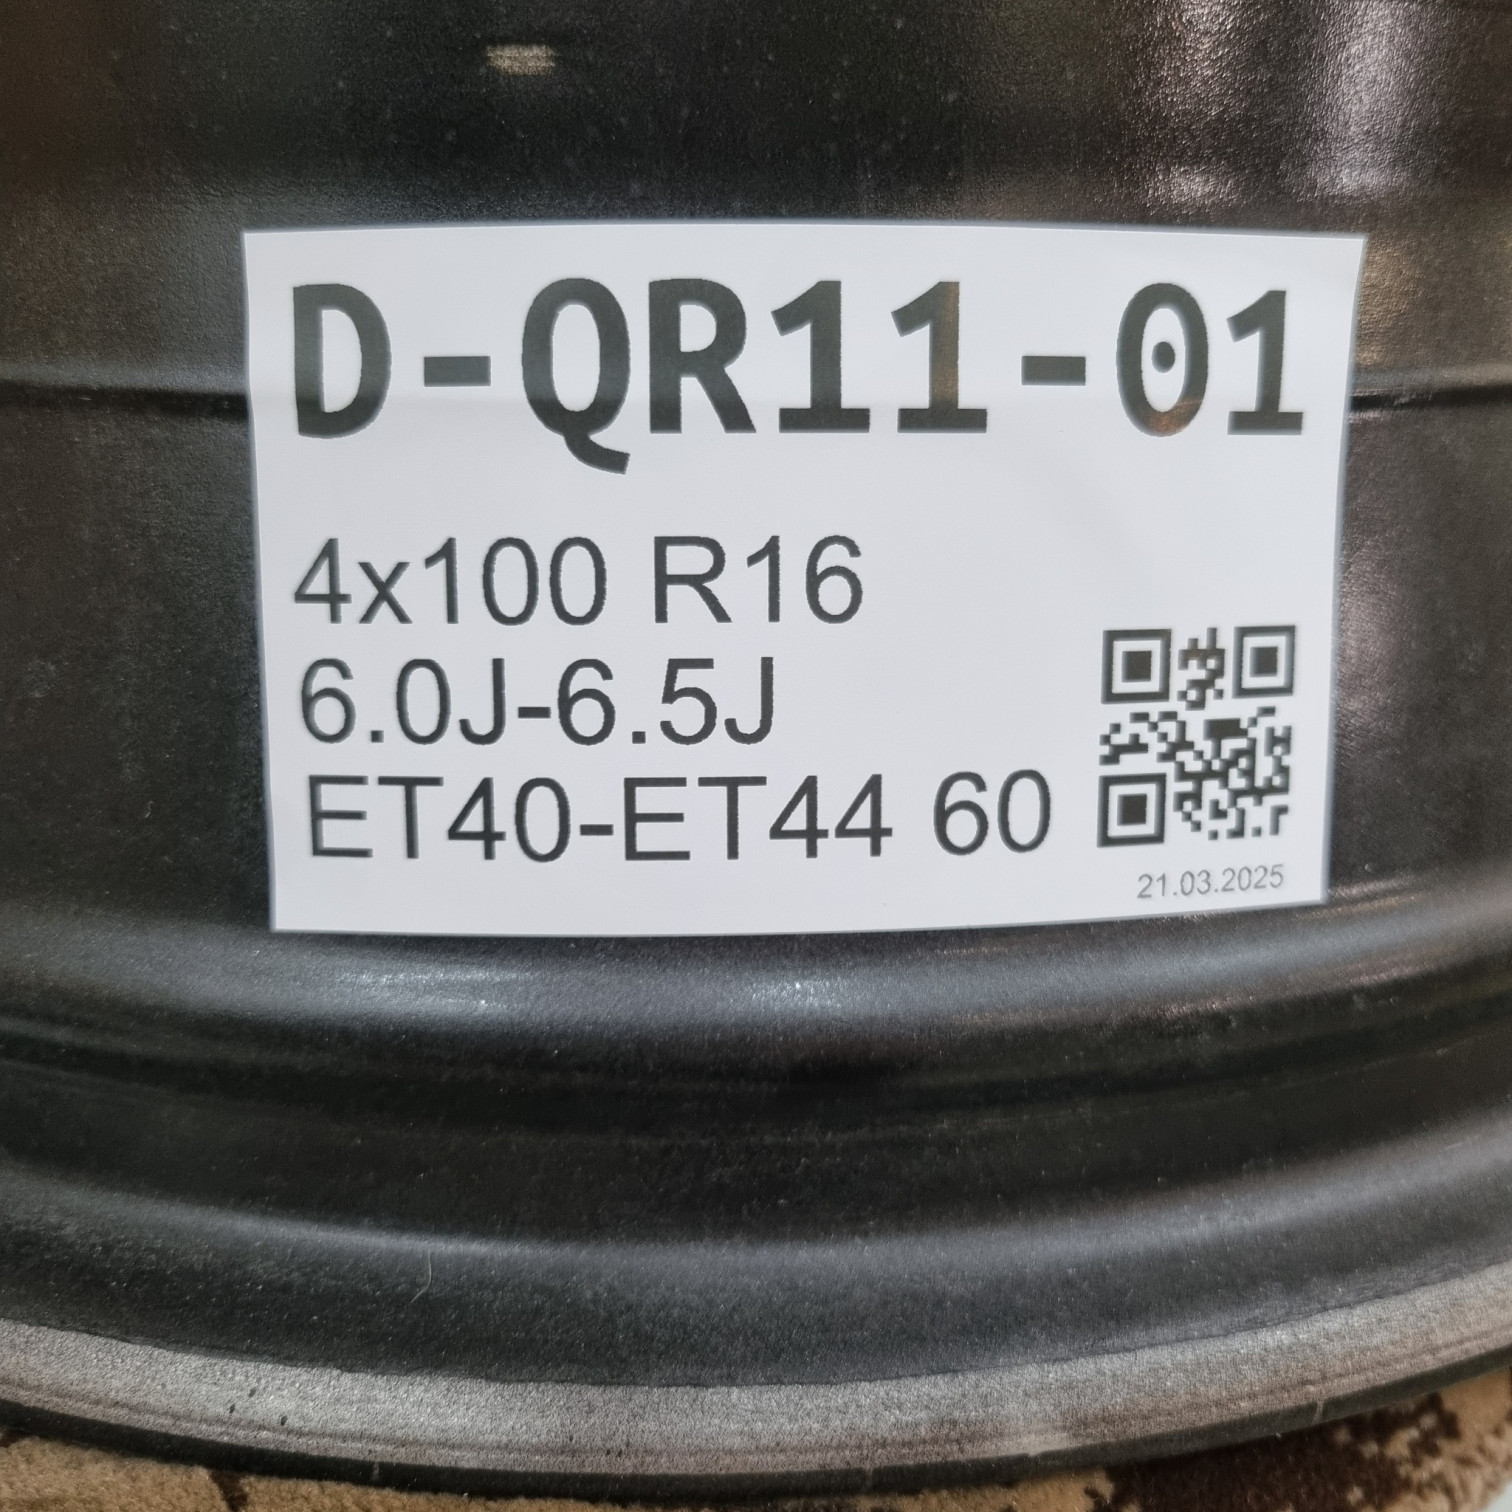 D-QR11-01
4x100 R16
6.0J-6.5J
ET40-ET44 60
21.03.2025